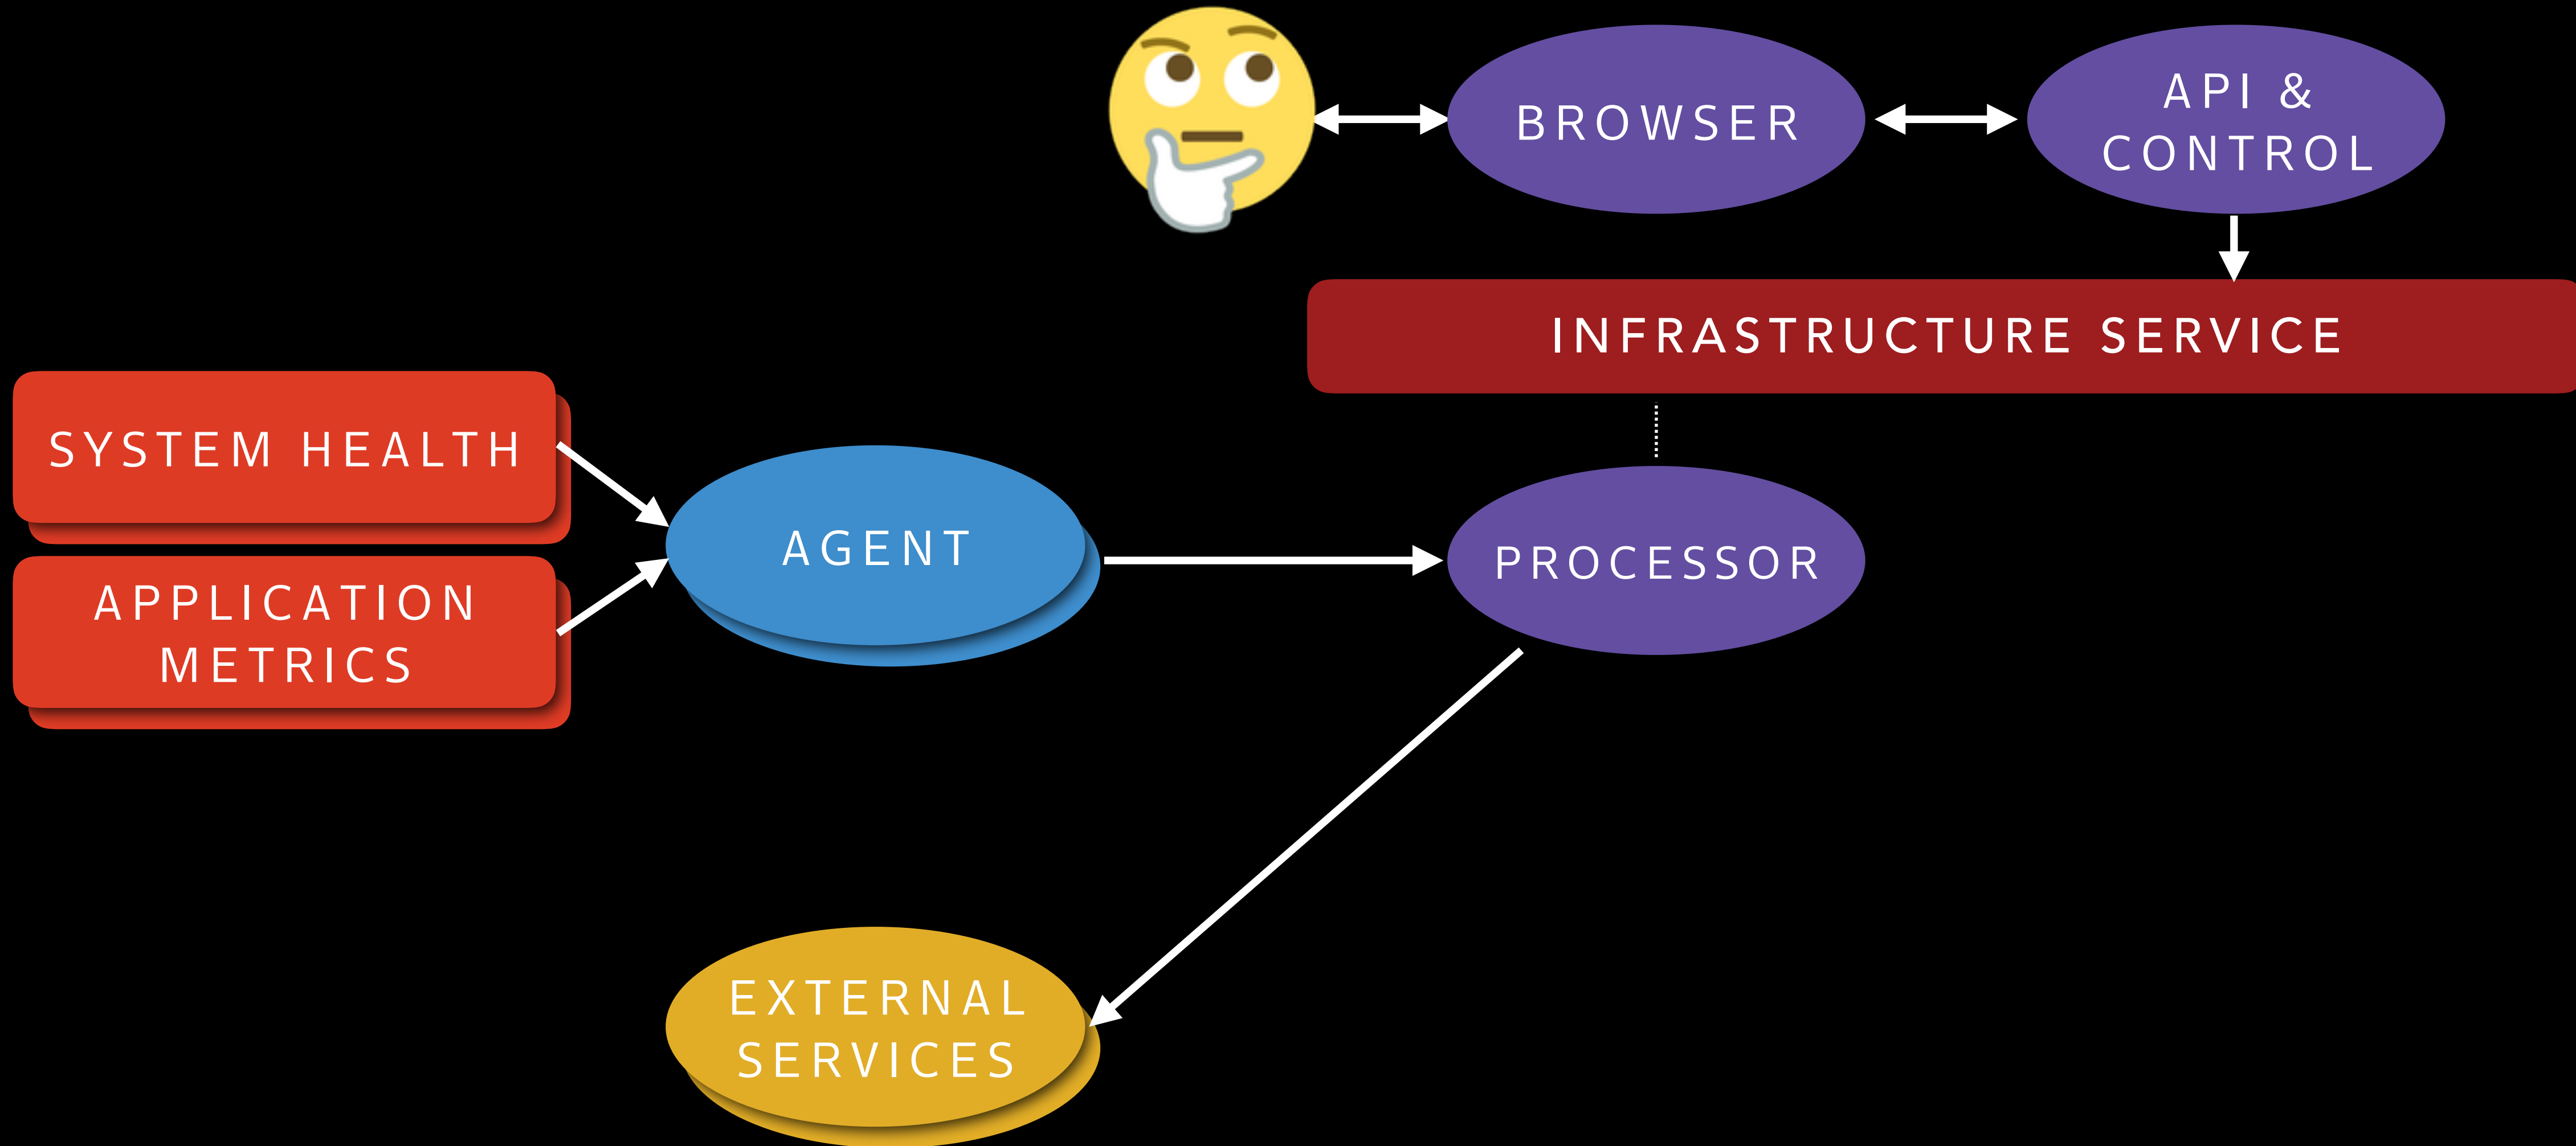 BROWSER
API &
CONTROL
INFRASTRUCTURE SERVICE
SYSTEM HEALTH
APPLICATION
METRICS
AGENT
PROCESSOR
EXTERNAL
SERVICES